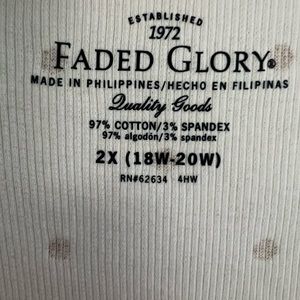 ESTABLISHED
1972
FADED GLORY®
MADE IN PHILIPPINES/HECHO EN FILIPINAS
Quality Goods
97% COTTON/3% SPANDEX
97% algodón/3% spandex
2X (18W-20W)
RN#62634 4HW